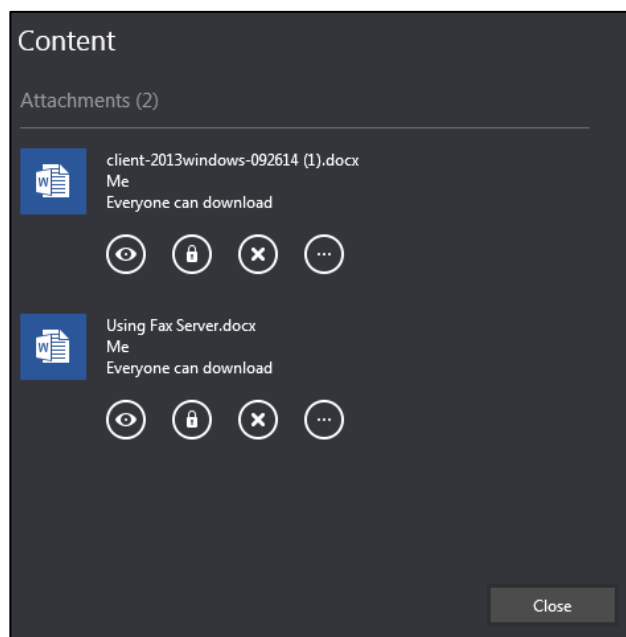 Content
Attachments (2)
client-2013windows-092614 (1).docx
Me
Everyone can download
Using Fax Server.docx
Me
Everyone can download
Close